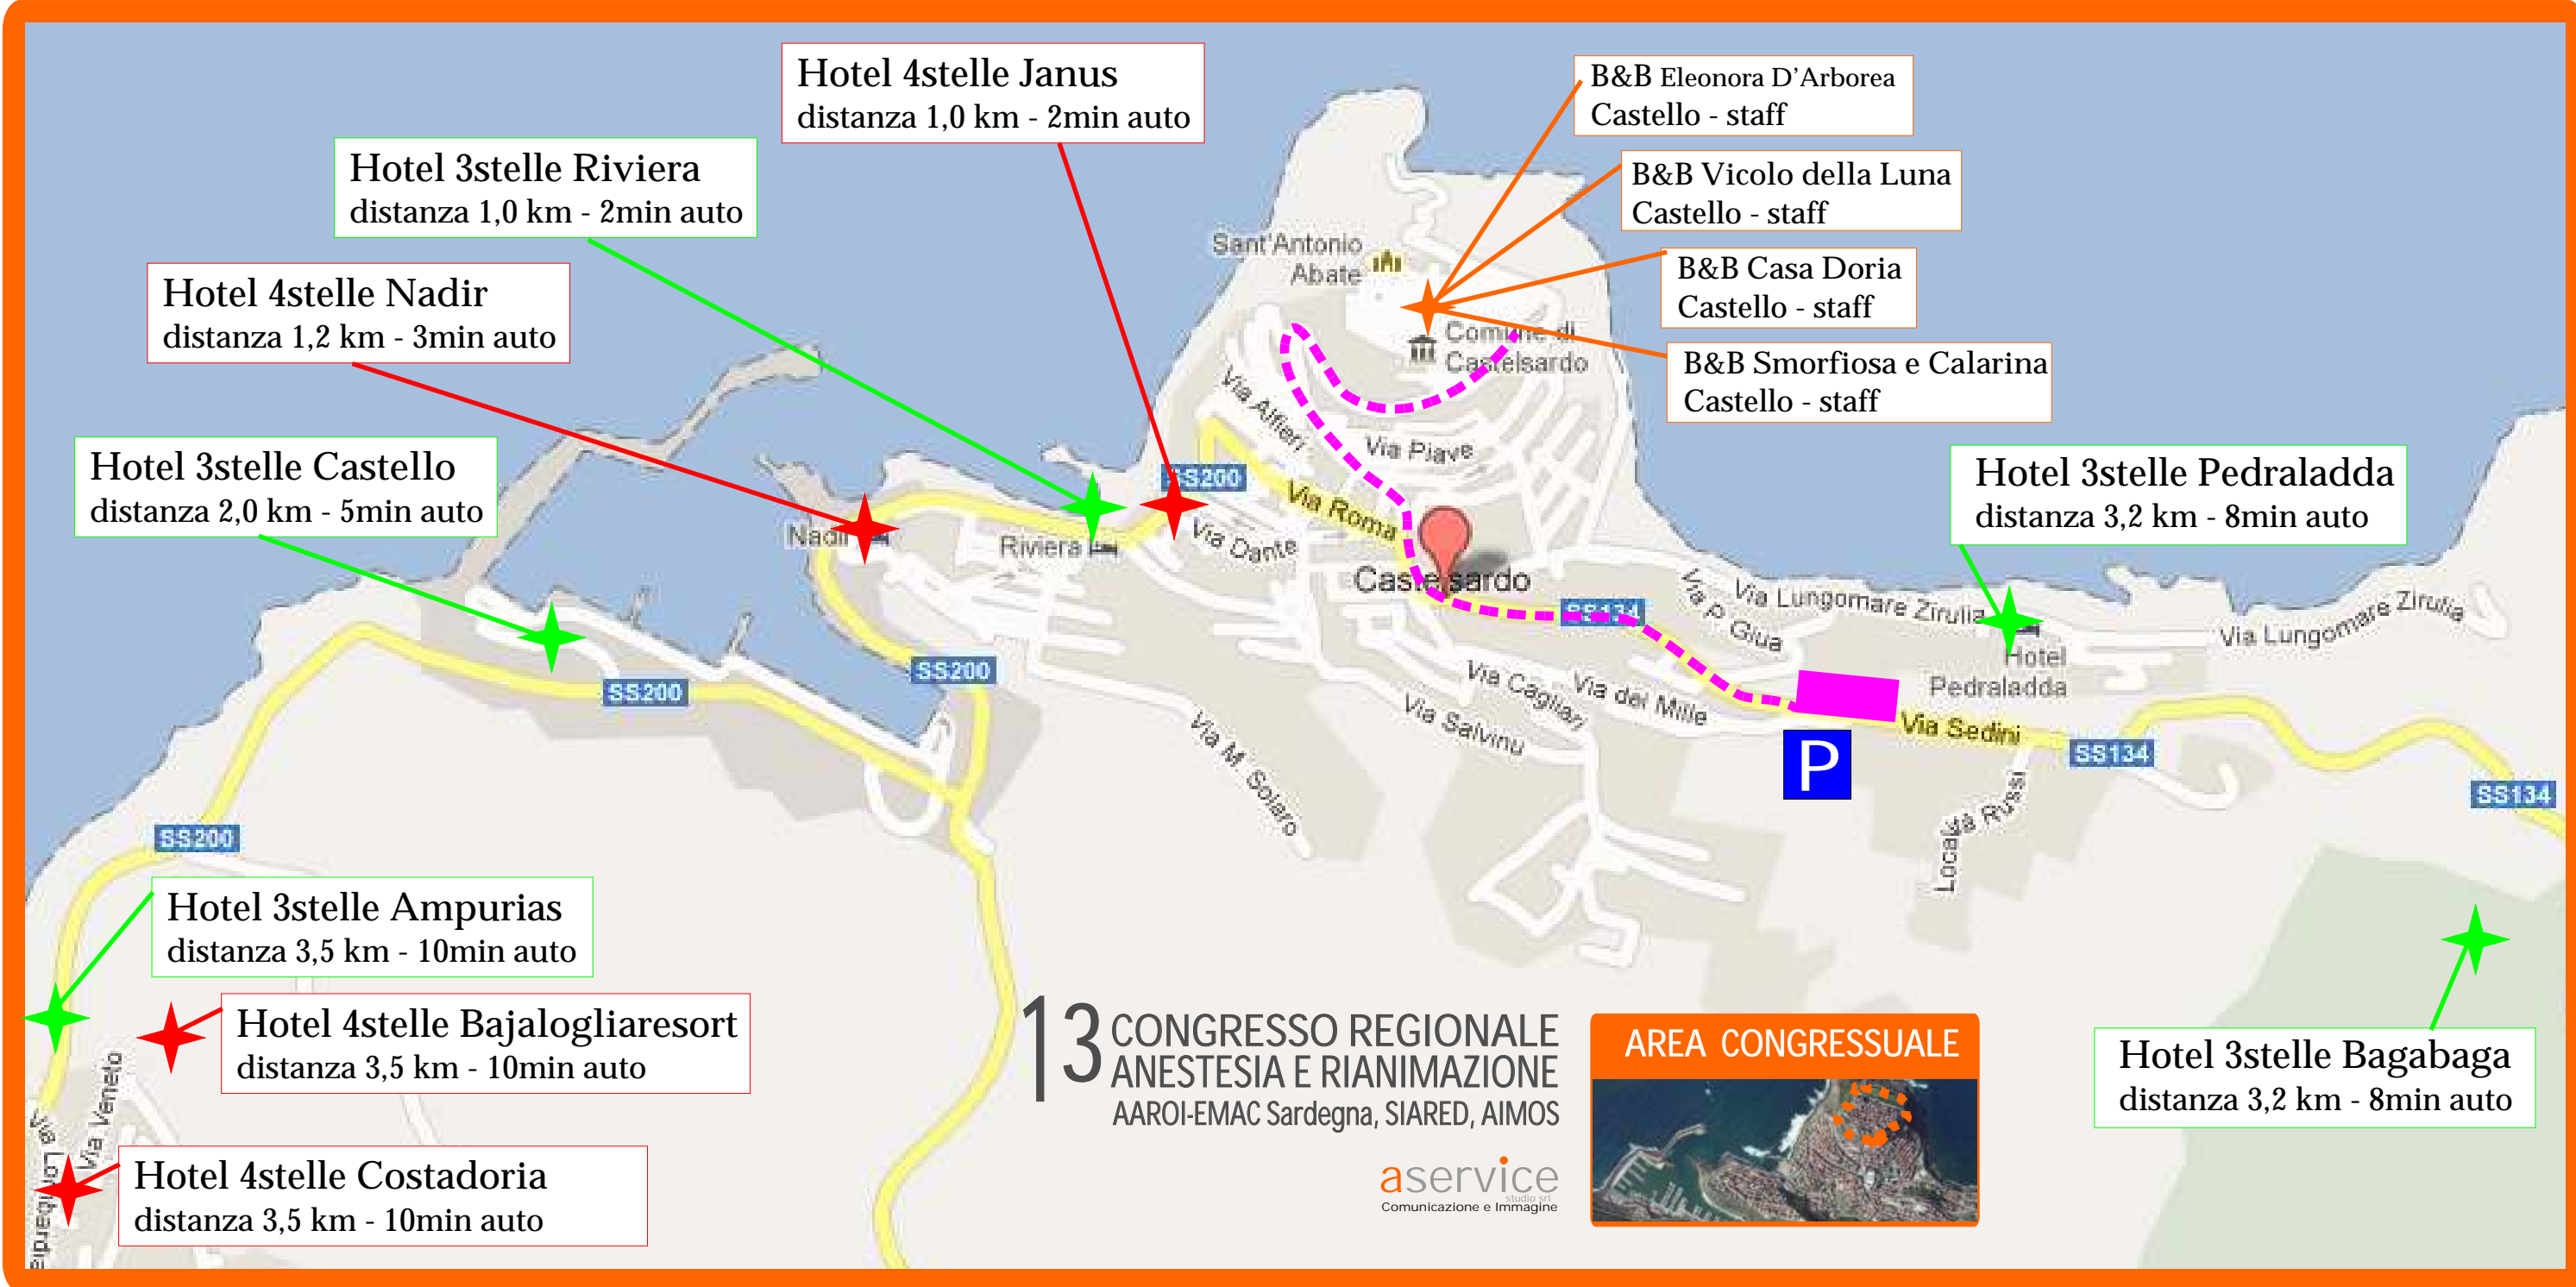 Hotel 4stelle Janus
distanza 1,0 km - 2min auto
B&B Eleonora D'Arborea
Castello - staff
Hotel 3stelle Riviera
distanza 1,0 km - 2min auto
B&B Vicolo della Luna
Castello - staff
Sant'Antonio
Abate
B&B Casa Doria
Castello - staff
Hotel 4stelle Nadir
distanza 1,2 km - 3min auto
Comune di
Castelsardo
B&B Smorfiosa e Calarina
Castello - staff
Via Alfieri
Via Piave
Hotel 3stelle Castello
distanza 2,0 km - 5min auto
Hotel 3stelle Pedraladda
distanza 3,2 km - 8min auto
SS200
Via Roma
Nadir
Riviera
Via Dante
Castelsardo
SS134
Via P Giua
Via Lungomare Zirulia
Via Lungomare Zirulia
Hotel
Pedraladda
SS200
SS200
Via Cagliari
Via dei Mille
Via Salvinu
Via M. Solaro
Via Sedini
P
SS134
SS134
Via Russi
SS200
Hotel 3stelle Ampurias
distanza 3,5 km - 10min auto
Hotel 4stelle Bajalogliaresort
distanza 3,5 km - 10min auto
Via Veneto
Hotel 4stelle Costadoria
distanza 3,5 km - 10min auto
13 CONGRESSO REGIONALE
ANESTESIA E RIANIMAZIONE
AAROI-EMAC Sardegna, SIARED, AIMOS
aservice
studio srl
Comunicazione e Immagine
AREA CONGRESSUALE
Hotel 3stelle Bagabaga
distanza 3,2 km - 8min auto